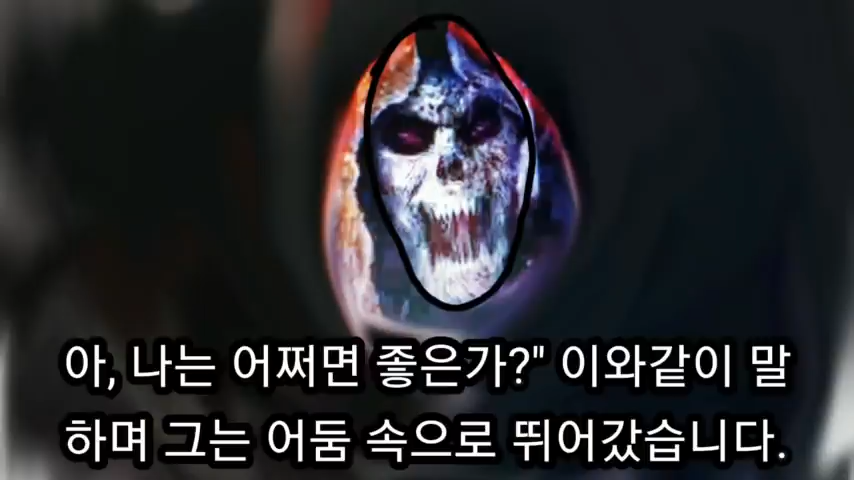 아, 나는 어쩌면 좋은가?" 이와같이 말
하며 그는 어둠 속으로 뛰어갔습니다.